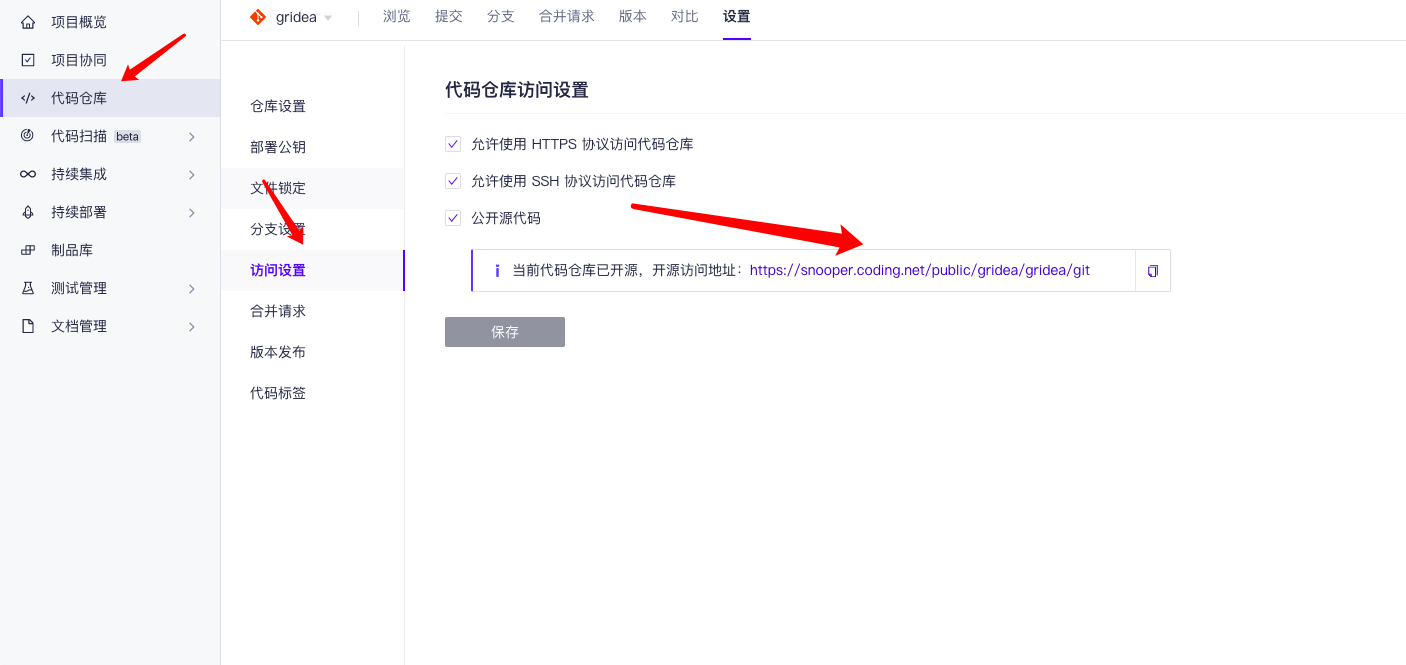 项目概览
项目协同
代码仓库
代码扫描 beta
持续集成
持续部署
制品库
测试管理
文档管理
gridea 浏览 提交 分支 合并请求 版本 对比 设置
仓库设置
部署公钥
文件锁定
分支设置
访问设置
合并请求
版本发布
代码标签
代码仓库访问设置
允许使用 HTTPS 协议访问代码仓库
允许使用 SSH 协议访问代码仓库
公开源代码
当前代码仓库已开源，开源访问地址：https://snooper.coding.net/public/gridea/gridea/git
保存